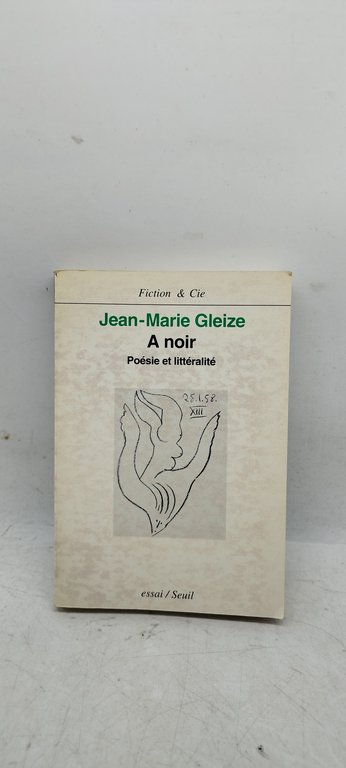 Fiction & Cie
Jean-Marie Gleize
A noir
Poésie et littéralité
25.1.58.
XIII
essai / Seuil